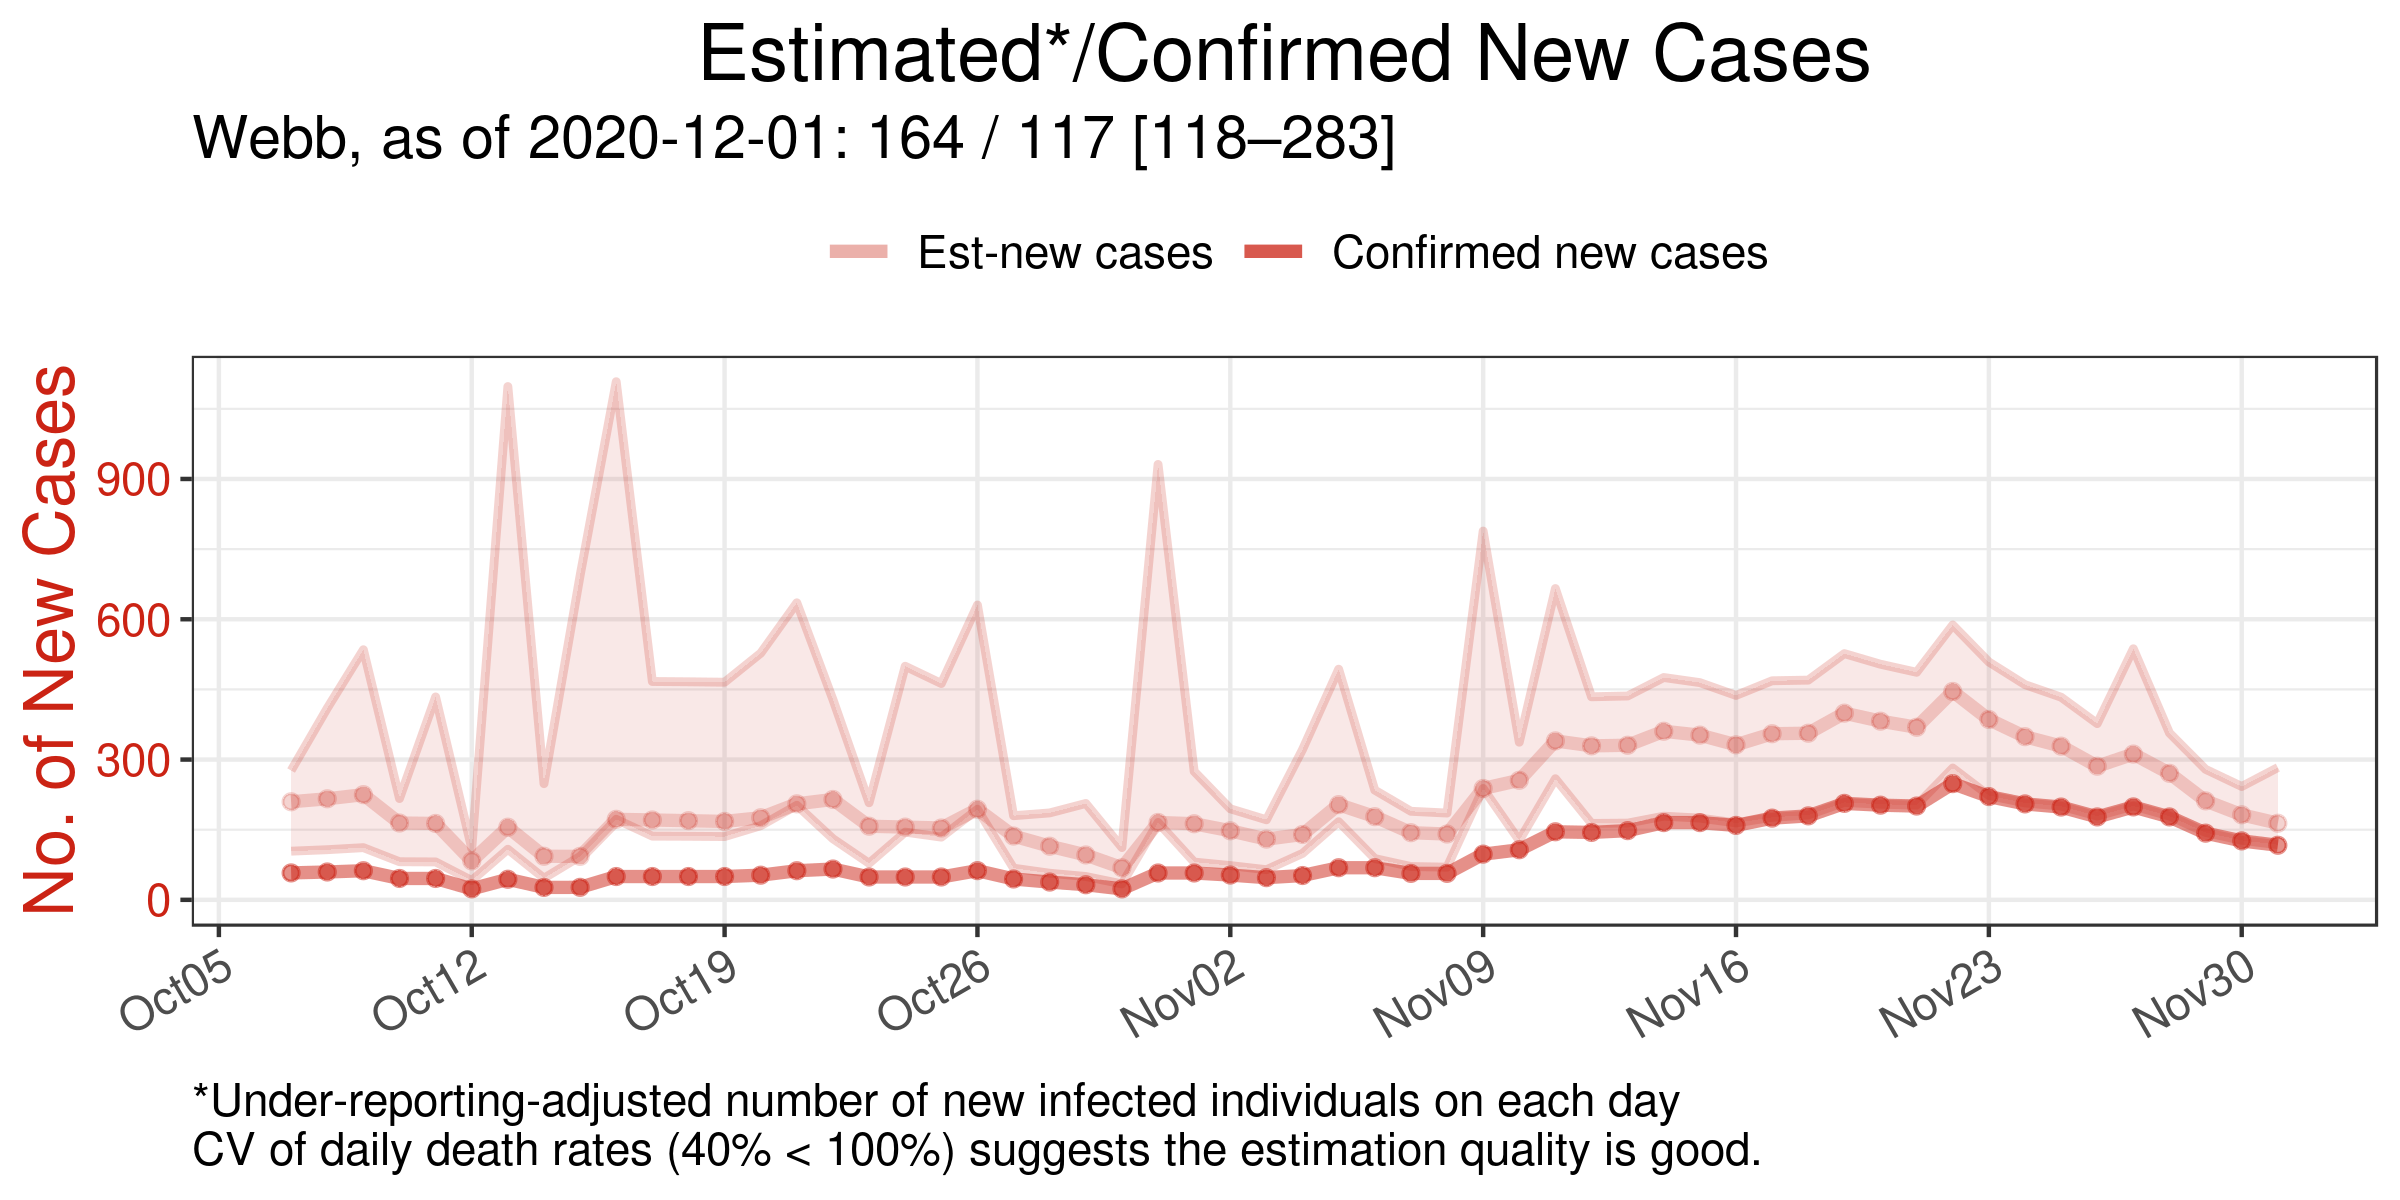 Estimated*/Confirmed New Cases
Webb, as of 2020-12-01: 164 / 117 [118–283]
Est-new cases Confirmed new cases
No. of New Cases
900
600
300
0
Oct05 Oct12 Oct19 Oct26 Nov02 Nov09 Nov16 Nov23 Nov30
*Under-reporting-adjusted number of new infected individuals on each day
CV of daily death rates (40% < 100%) suggests the estimation quality is good.